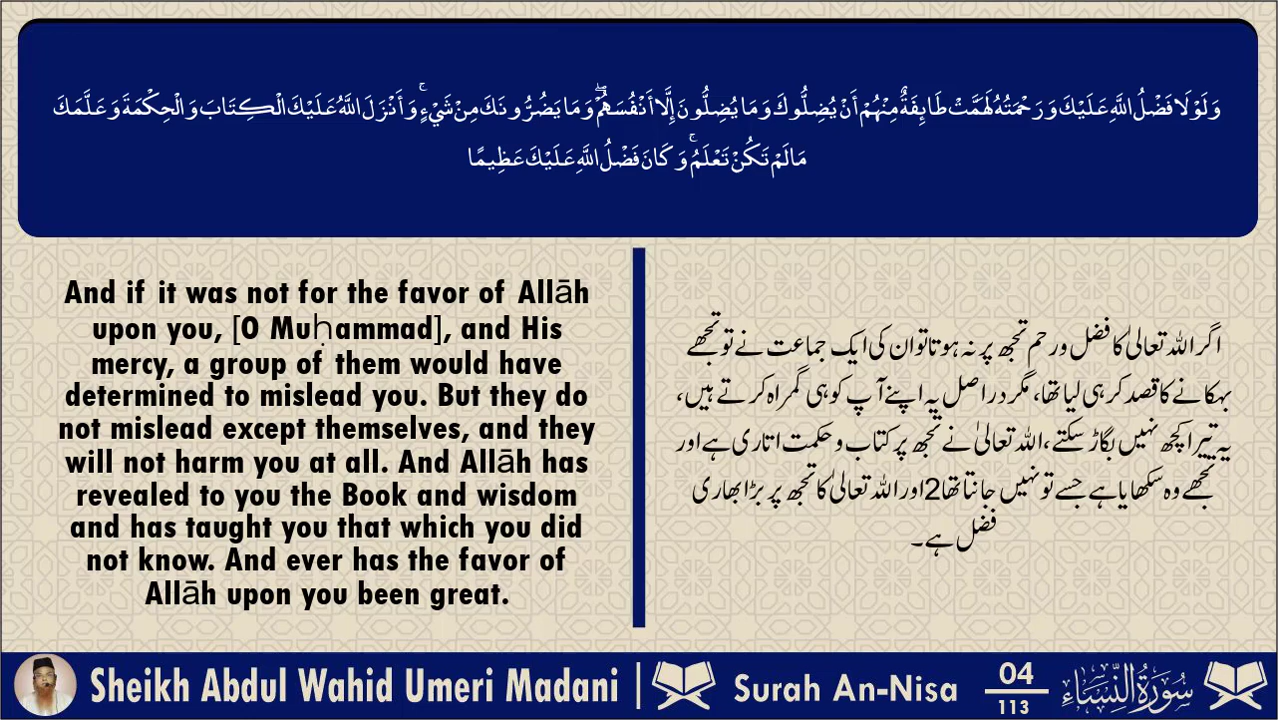 وَلَوْلَا فَضْلُ اللَّهِ عَلَيْكَ وَرَحْمَتُهُ لَهَمَّتْ طَائِفَةٌ مِنْهُمْ أَنْ يُضِلُّوكَ وَمَا يُضِلُّونَ إِلَّا أَنْفُسَهُمْ ۖ وَمَا يَضُرُّونَكَ مِنْ شَيْءٍ ۚ وَأَنْزَلَ اللَّهُ عَلَيْكَ الْكِتَابَ وَالْحِكْمَةَ وَعَلَّمَكَ
مَا لَمْ تَكُنْ تَعْلَمُ ۚ وَكَانَ فَضْلُ اللَّهِ عَلَيْكَ عَظِيمًا
And if it was not for the favor of Allāh
upon you, [O Muḥammad], and His
mercy, a group of them would have
determined to mislead you. But they do
not mislead except themselves, and they
will not harm you at all. And Allāh has
revealed to you the Book and wisdom
and has taught you that which you did
not know. And ever has the favor of
Allāh upon you been great.
اگر اللہ تعالیٰ کا فضل ورحم تجھ پر نہ ہوتا تو ان کی ایک جماعت نے تو تجھے
بہکانے کا قصد کر ہی لیا تھا، مگر دراصل یہ اپنے آپ کو ہی گمراہ کرتے ہیں،
یہ تیرا کچھ نہیں بگاڑ سکتے، اللہ تعالیٰ نے تجھ پر کتاب وحکمت اتاری ہے اور
تجھے وہ سکھایا ہے جسے تو نہیں جانتا تھا2 اور اللہ تعالیٰ کا تجھ پر بڑا بھاری
فضل ہے۔
Sheikh Abdul Wahid Umeri Madani |
Surah An-Nisa
04
113
سُورَةُ النِّسَاءِ